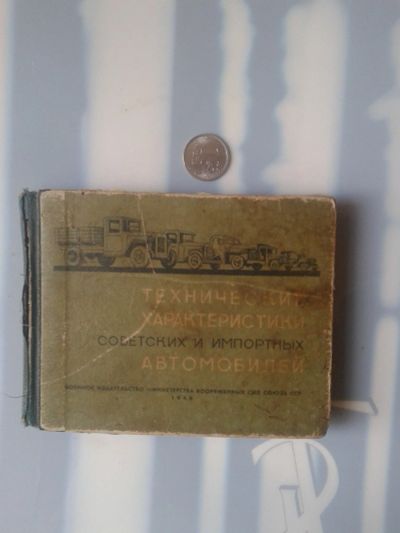 ТЕХНИЧЕСКИЕ
ХАРАКТЕРИСТИКИ
СОВЕТСКИХ И ИМПОРТНЫХ
АВТОМОБИЛЕЙ
ВОЕННОЕ ИЗДАТЕЛЬСТВО МИНИСТЕРСТВА ВООРУЖЕННЫХ СИЛ СОЮЗА ССР